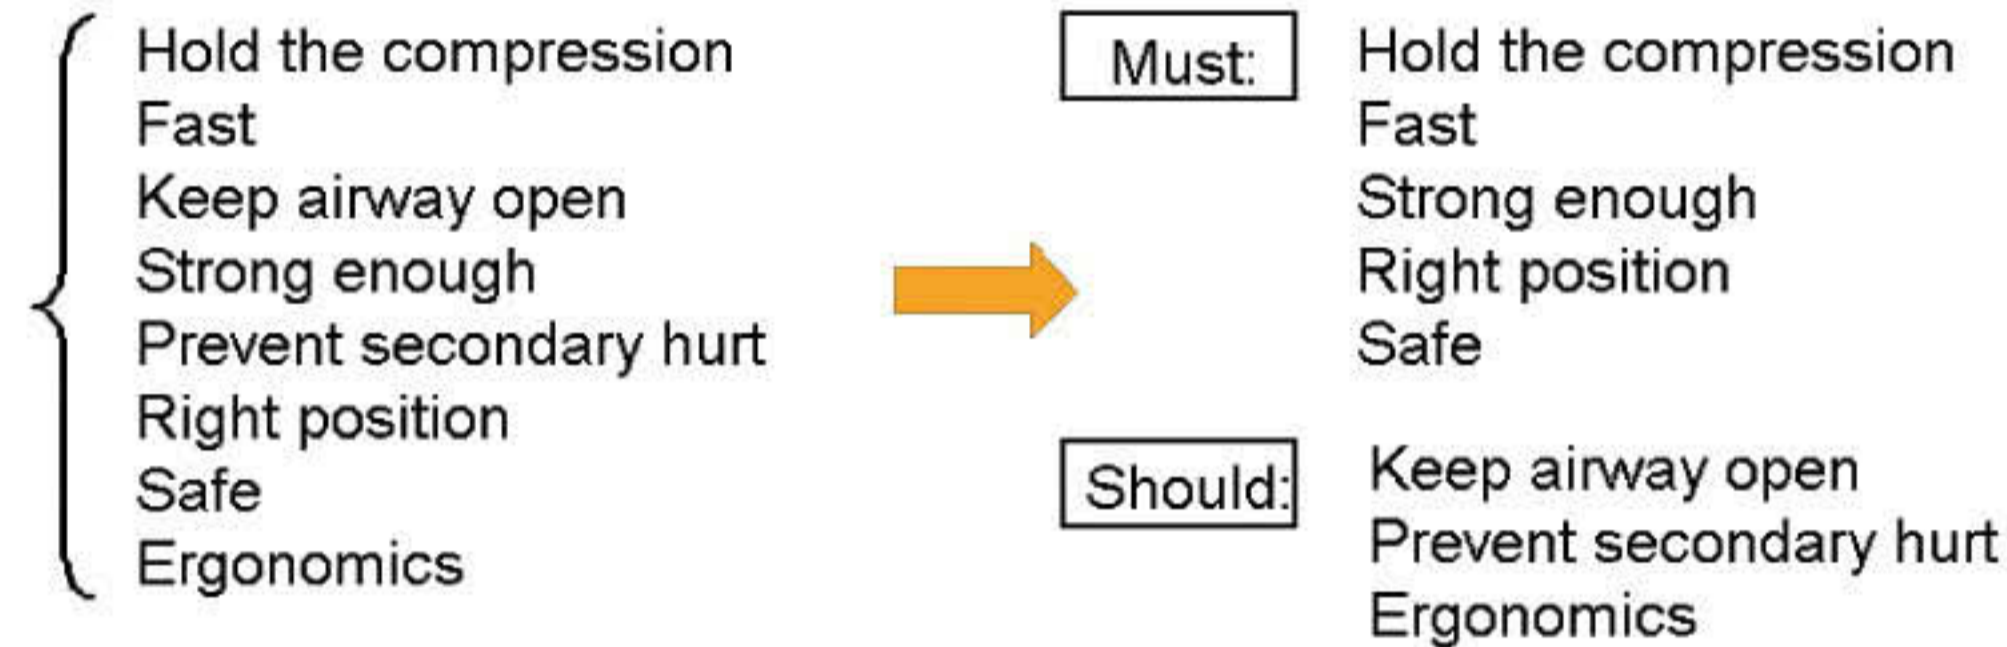 Hold the compression
Fast
Keep airway open
Strong enough
Prevent secondary hurt
Right position
Safe
Ergonomics
Must:
Hold the compression
Fast
Strong enough
Right position
Safe
Should:
Keep airway open
Prevent secondary hurt
Ergonomics